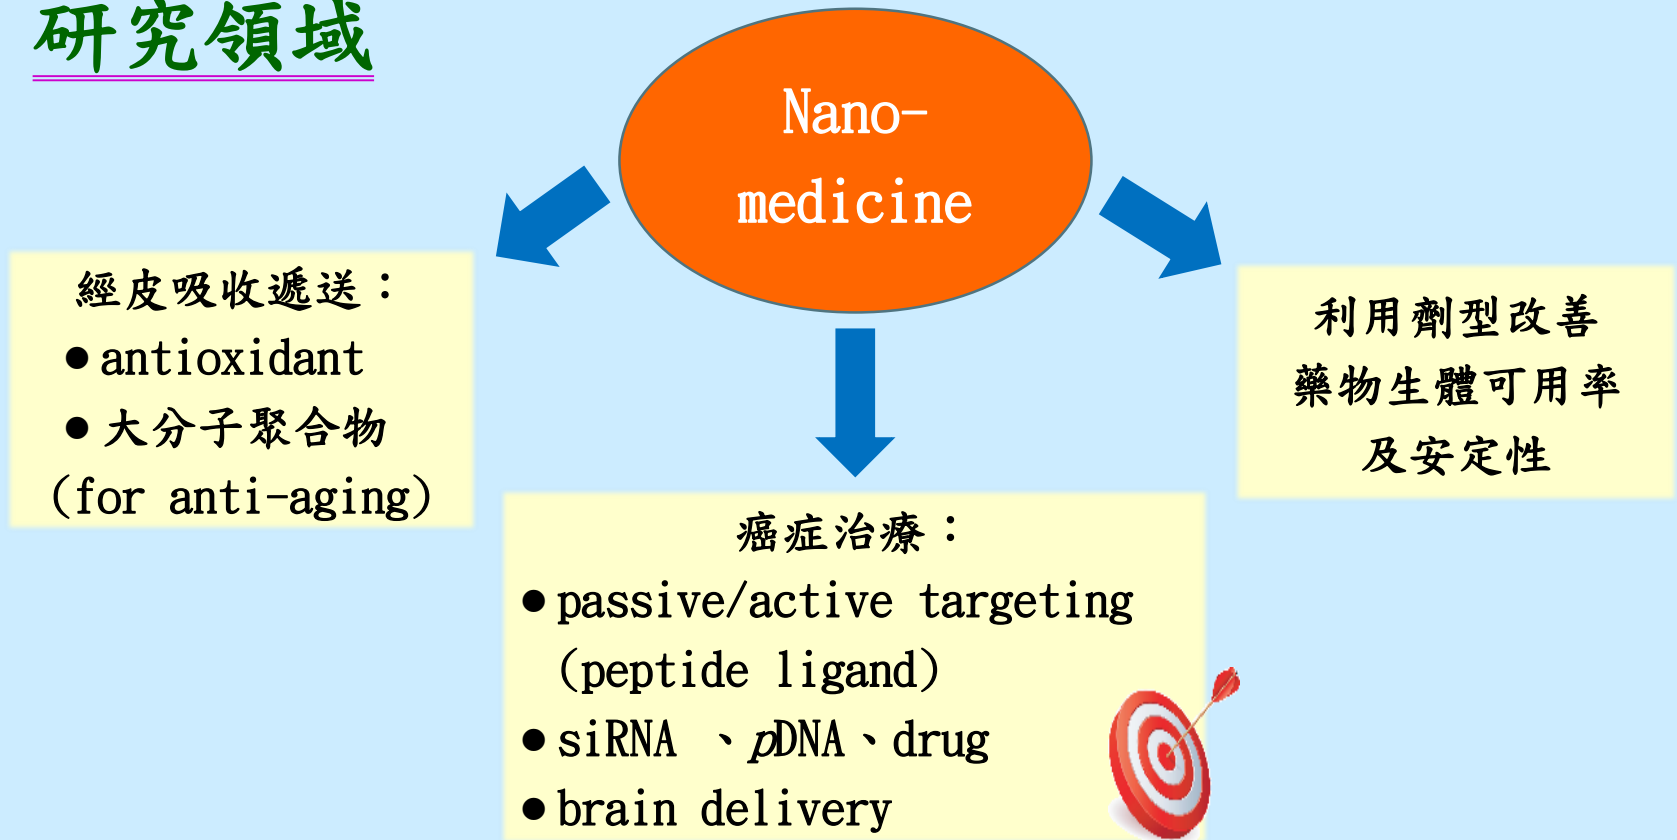 研究領域
Nano-
medicine
經皮吸收遞送：
●antioxidant
●大分子聚合物
(for anti-aging)
癌症治療：
●passive/active targeting
(peptide ligand)
●siRNA 、pDNA、drug
●brain delivery
利用劑型改善
藥物生體可用率
及安定性